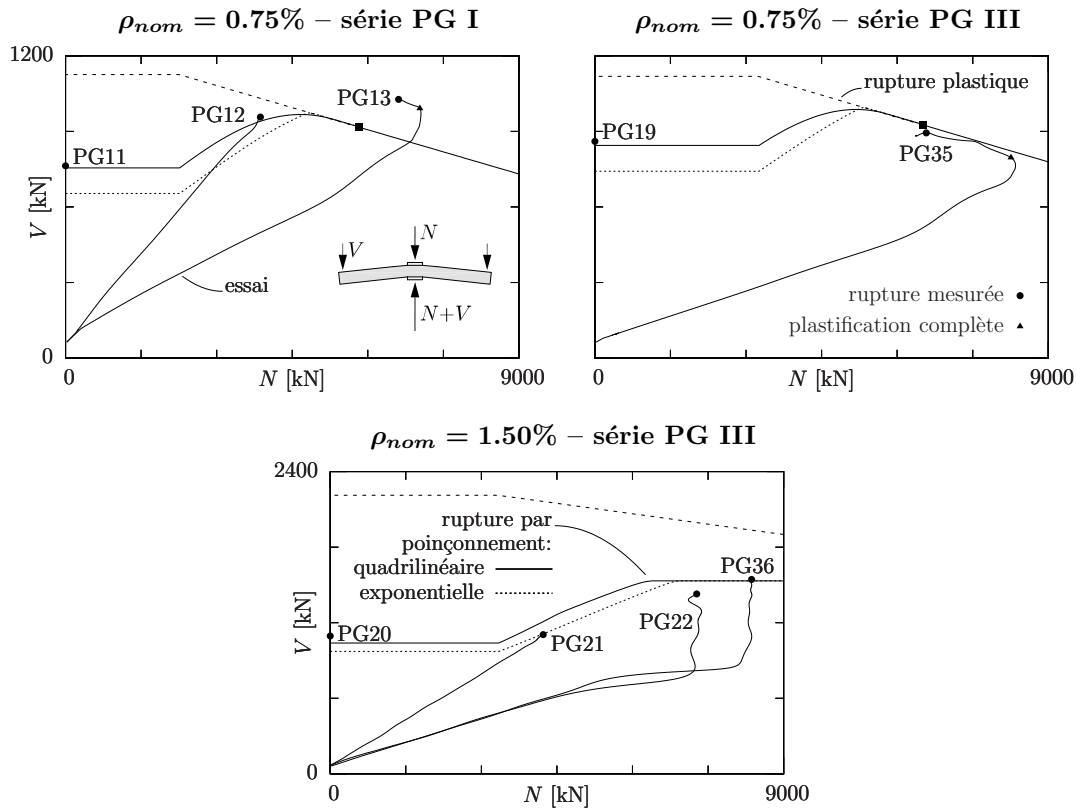 ρnom = 0.75% – série PG I
1200
PG11
PG12
PG13
V [kN]
essai
V
N
N+V
0
0
N [kN]
9000
ρnom = 0.75% – série PG III
rupture plastique
PG19
PG35
rupture mesurée
plastification complète
0
N [kN]
9000
ρnom = 1.50% – série PG III
2400
rupture par
poinçonnement:
quadrilinéaire
exponentielle
PG36
PG20
PG21
PG22
V [kN]
0
0
N [kN]
9000